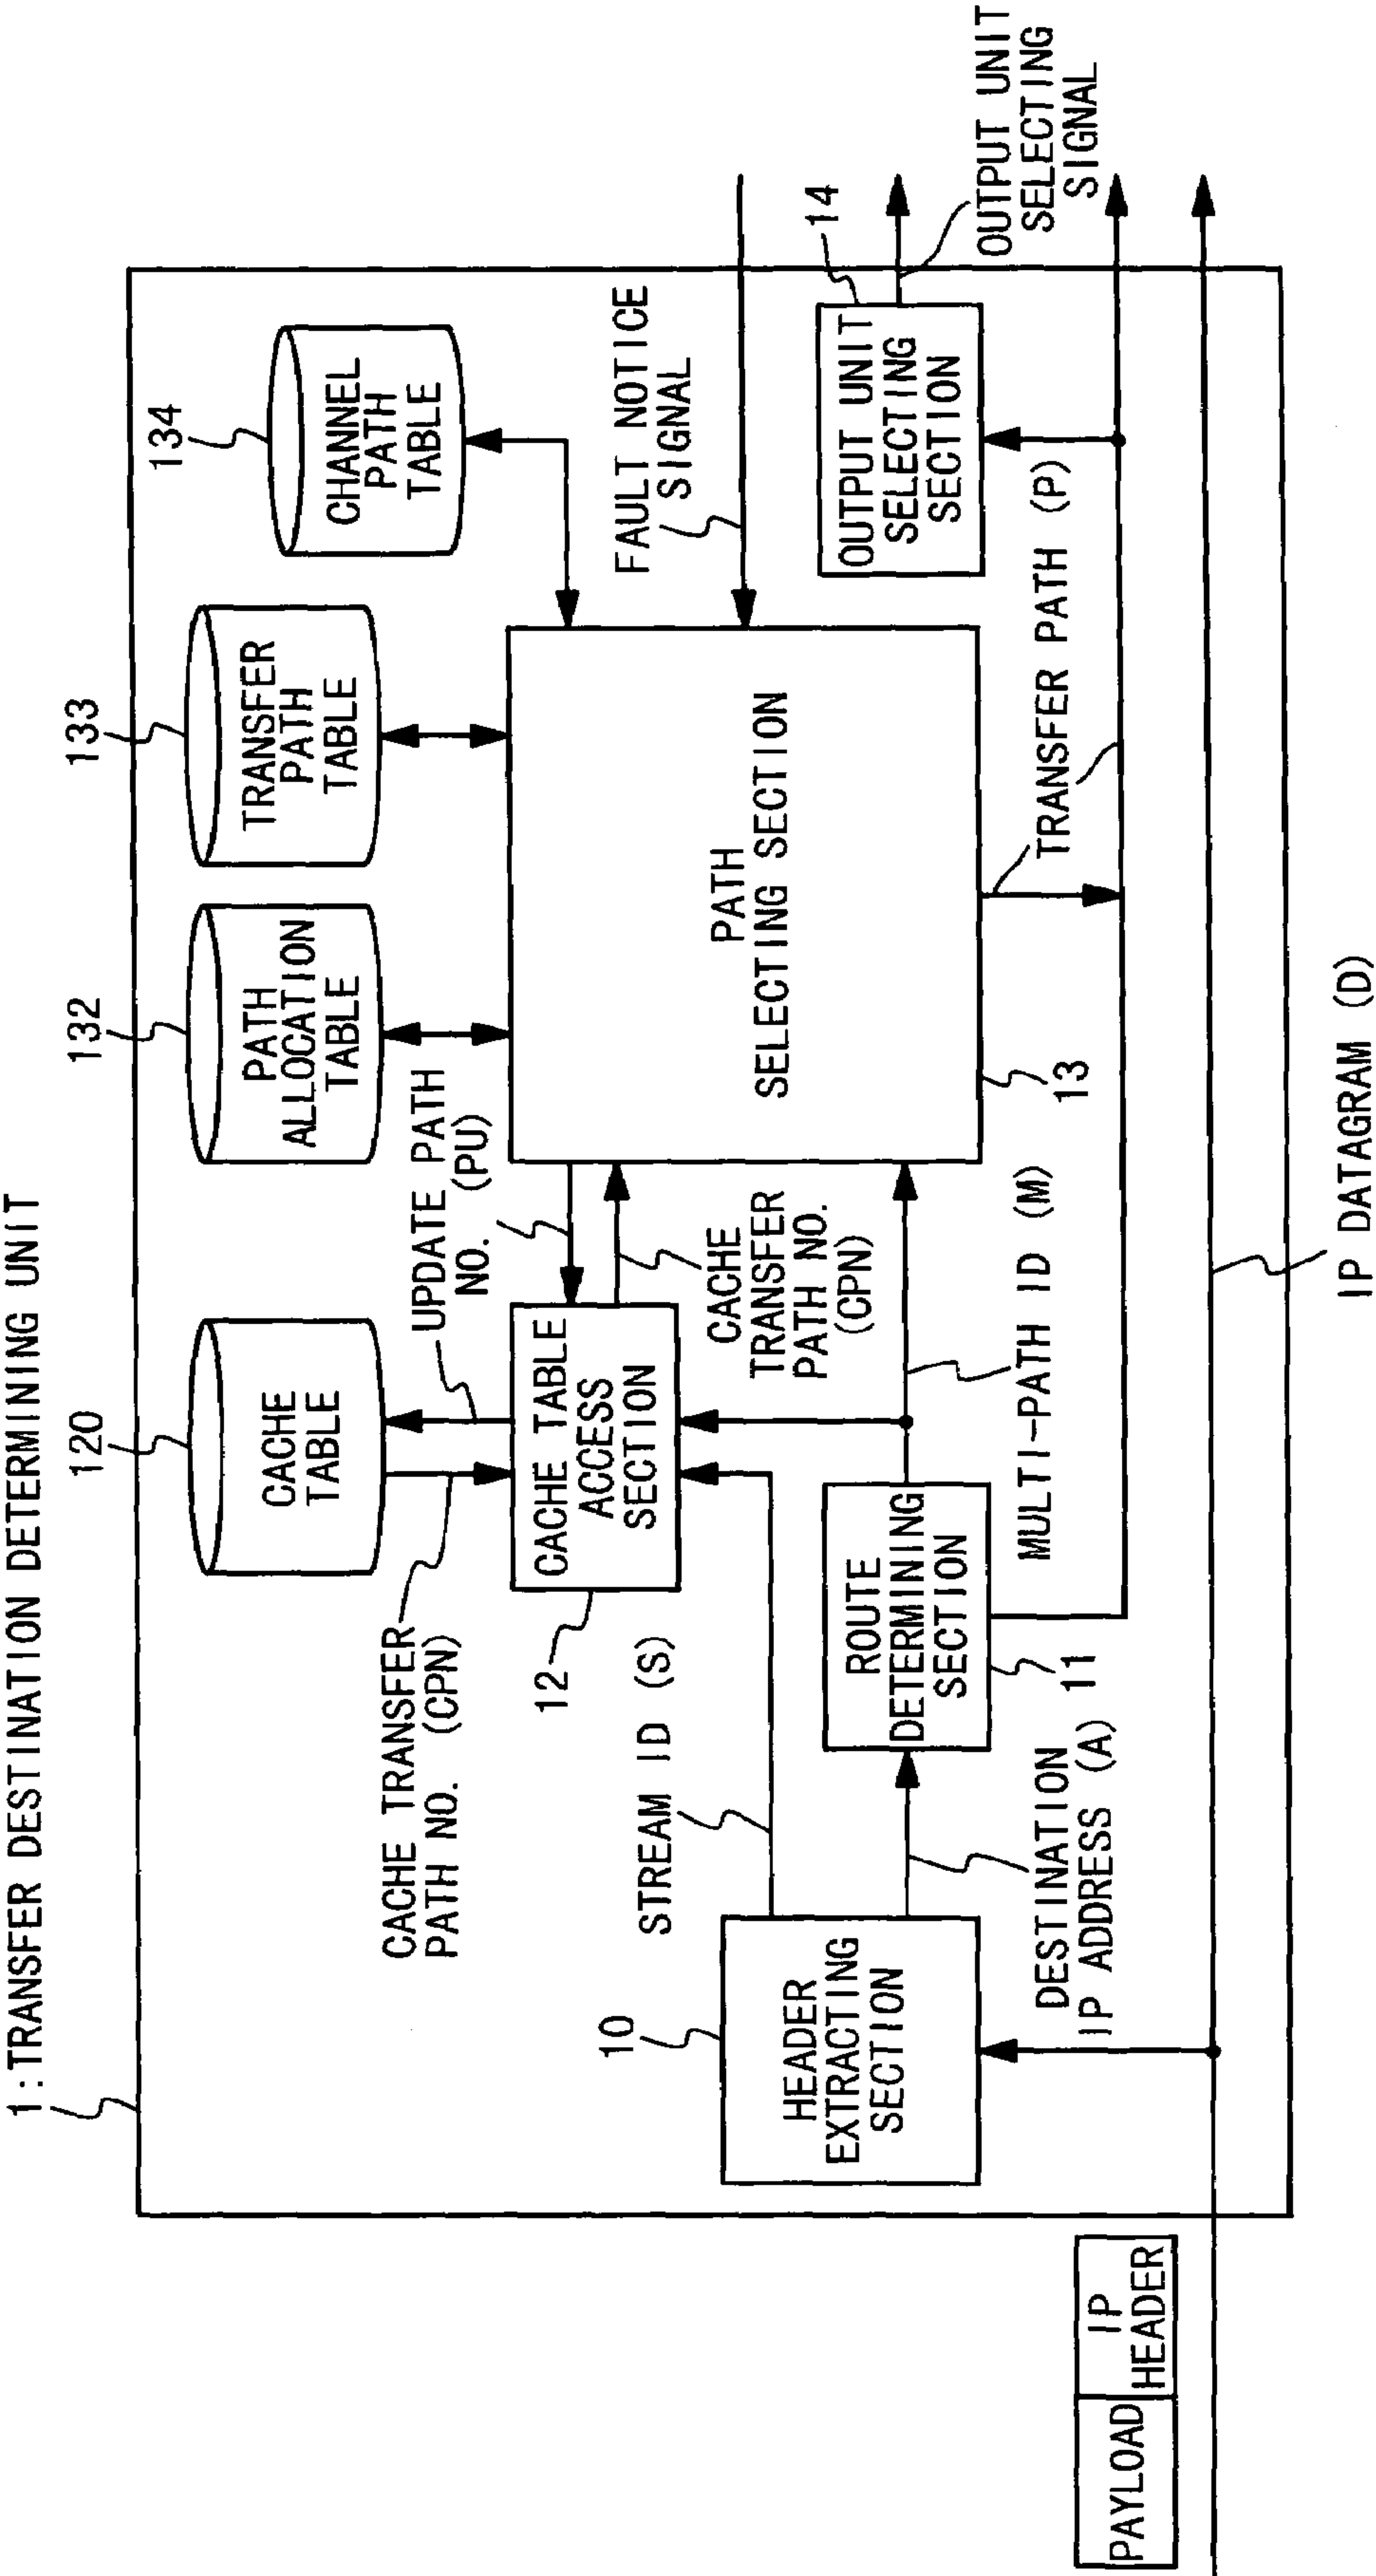 1:TRANSFER DESTINATION DETERMINING UNIT
120
132
133
134
CACHE
TABLE
PATH
ALLOCATION
TABLE
TRANSFER
PATH
TABLE
CHANNEL
PATH
TABLE
CACHE TRANSFER
PATH NO. (CPN)
UPDATE PATH
NO. (PU)
CACHE TABLE
ACCESS
SECTION
12
CACHE
TRANSFER
PATH NO.
(CPN)
PATH
SELECTING SECTION
13
FAULT NOTICE
SIGNAL
STREAM ID (S)
10
HEADER
EXTRACTING
SECTION
ROUTE
DETERMINING
SECTION
11
DESTINATION
IP ADDRESS (A)
MULTI-PATH ID (M)
TRANSFER PATH (P)
14
OUTPUT UNIT
SELECTING
SECTION
OUTPUT UNIT
SELECTING
SIGNAL
PAYLOAD
IP
HEADER
IP DATAGRAM (D)